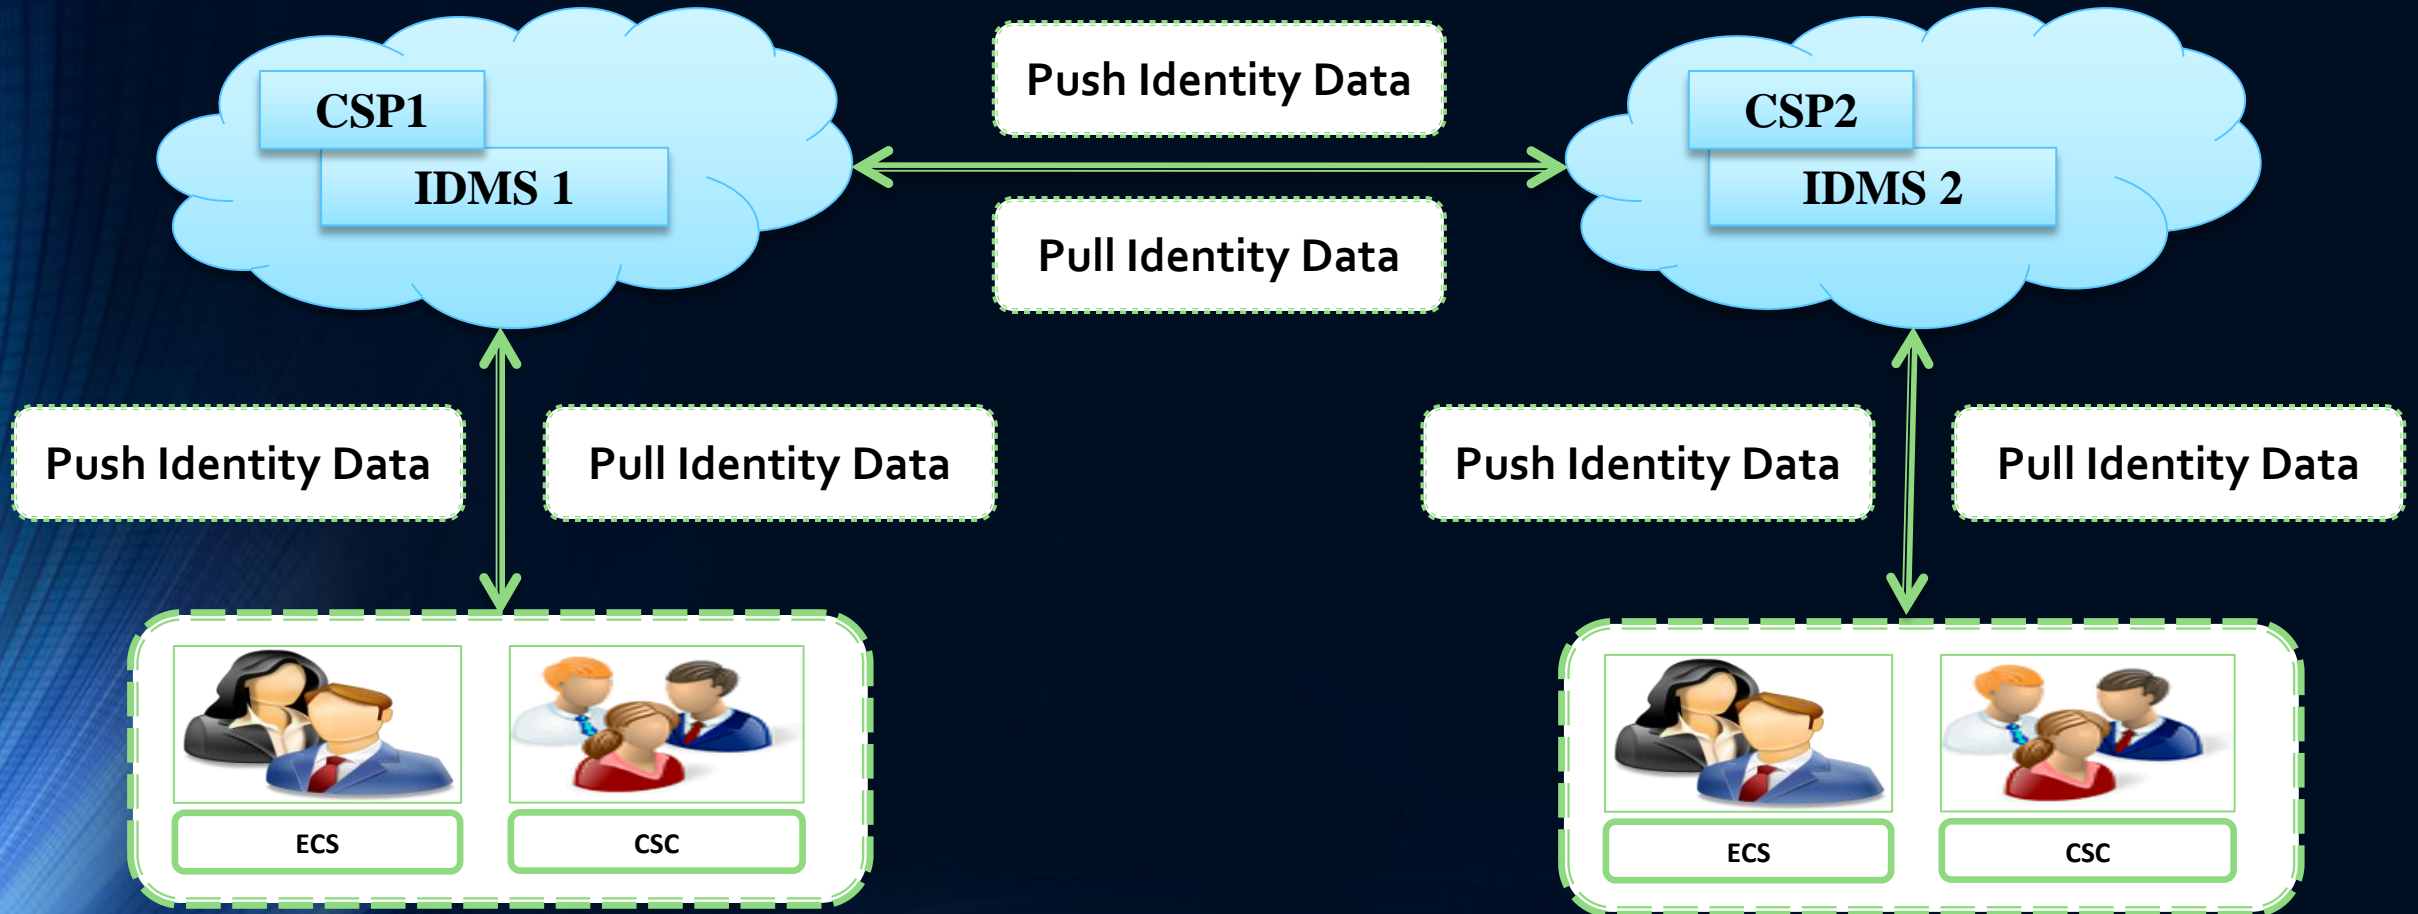 CSP1
IDMS 1
Push Identity Data
Pull Identity Data
CSP2
IDMS 2
Push Identity Data
Pull Identity Data
Push Identity Data
Pull Identity Data
ECS
CSC
ECS
CSC